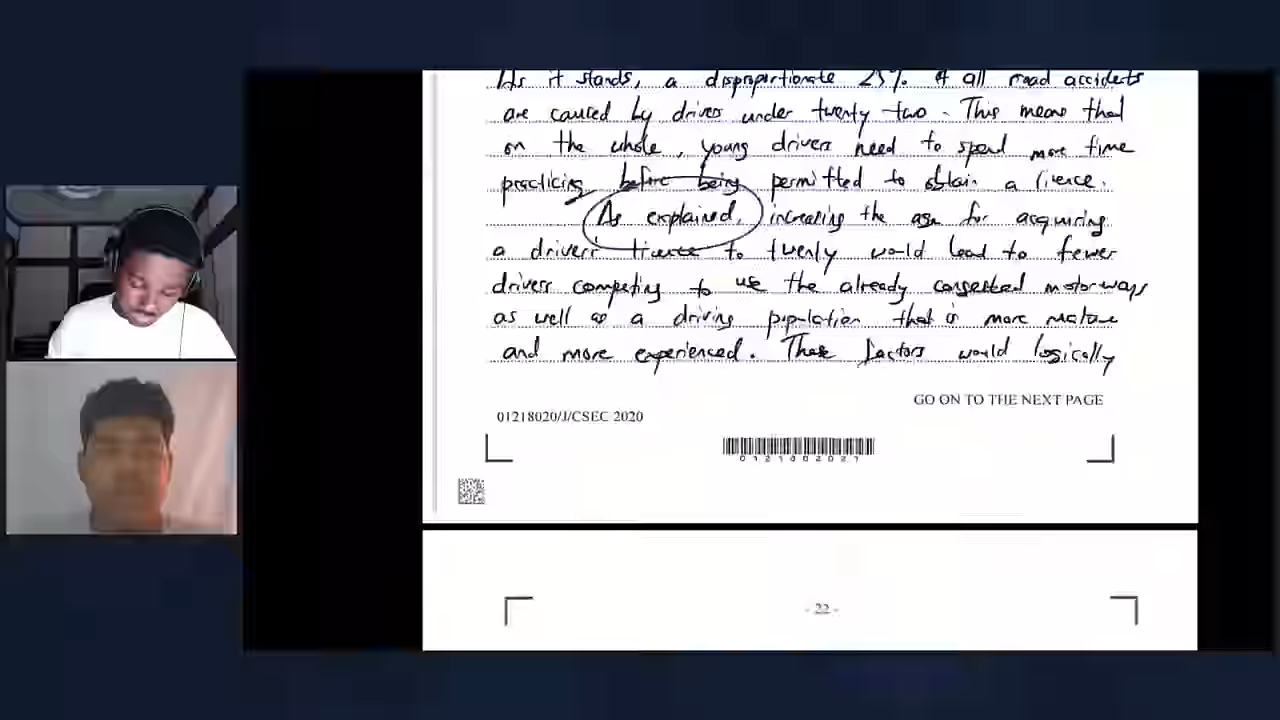 As it stands, a disproportionate 25% of all road accidents
are caused by drivers under twenty two. This means that
on the whole, young drivers need to spend more time
practicing before being permitted to obtain a licence.
As explained, increasing the age for acquiring
a drivers' licence to twenty would lead to fewer
drivers competing to use the already congested motorways
as well as a driving population that is more mature
and more experienced. These factors would logically
GO ON TO THE NEXT PAGE
01218020/J/CSEC 2020
- 22 -